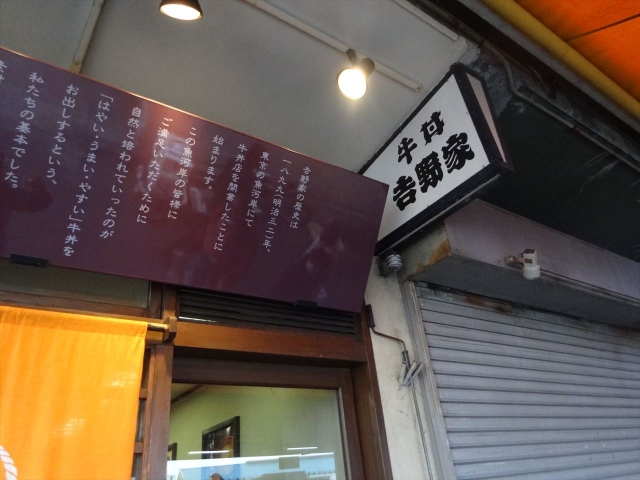 牛丼
𠮷野家
𠮷野家の歴史は
一八九九(明治三二)年、
東京の魚河岸にて
牛丼店を開業したことに
始まります。
この魚河岸の皆様に
ご満足いただくために
自然と培われていったのが
「はやい・うまい・やすい」牛丼を
お出しするという、
私たちの基本でした。